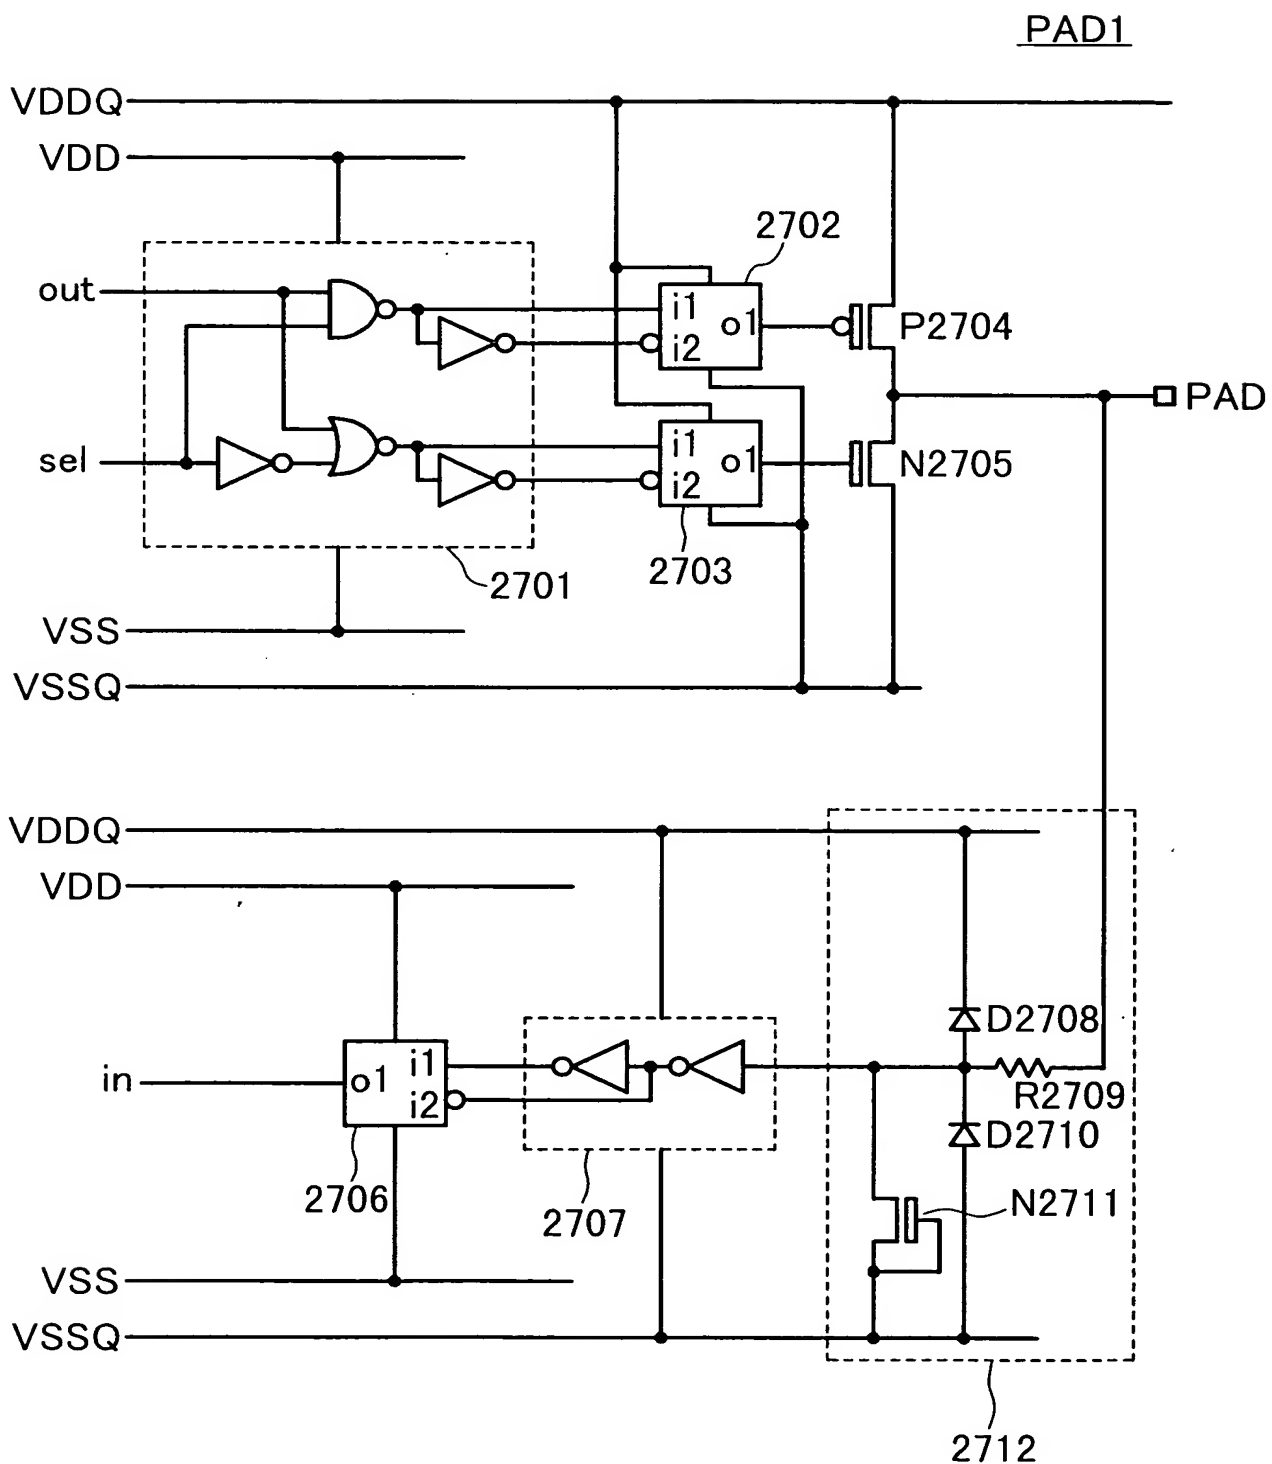 PAD1
VDDQ
VDD
2702
out
i1
o1
i2
P2704
PAD
sel
i1
o1
i2
N2705
2703
2701
VSS
VSSQ
VDDQ
VDD
D2708
in
o1
i1
i2
R2709
D2710
2706
2707
N2711
VSS
VSSQ
2712